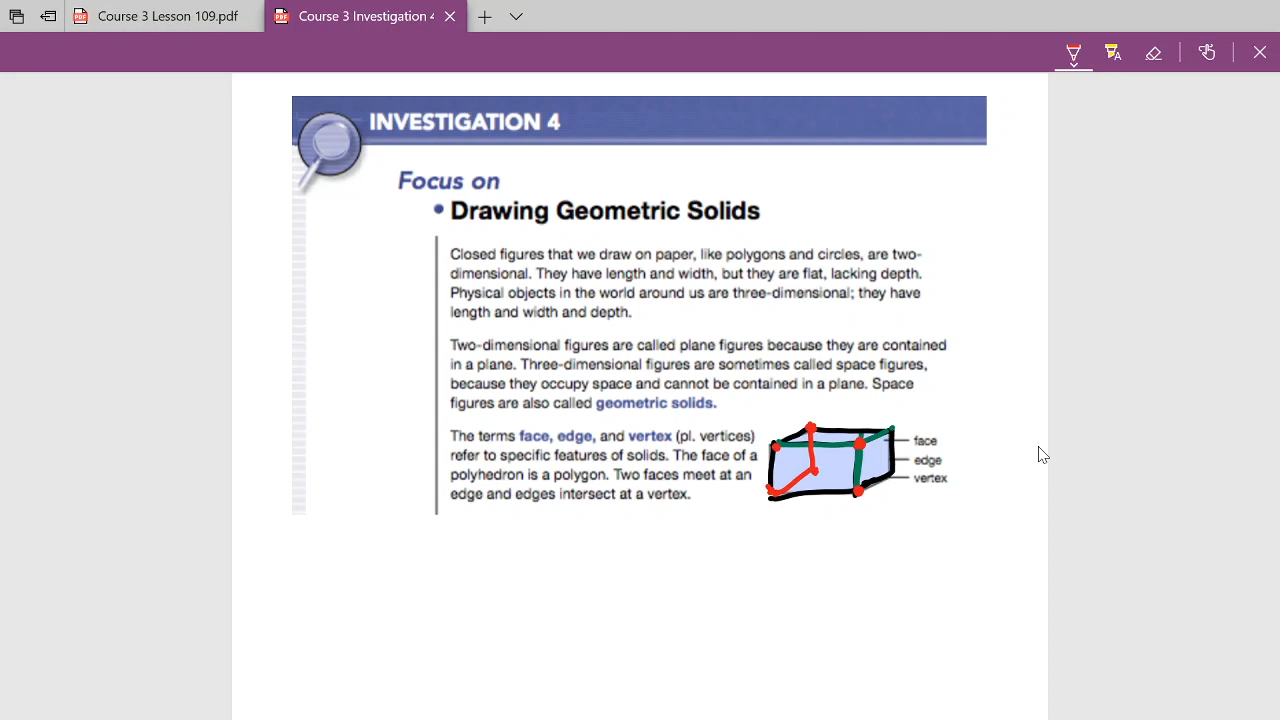 Course 3 Lesson 109.pdf
Course 3 Investigation 4
INVESTIGATION 4
Focus on
• Drawing Geometric Solids
Closed figures that we draw on paper, like polygons and circles, are two-
dimensional. They have length and width, but they are flat, lacking depth.
Physical objects in the world around us are three-dimensional; they have
length and width and depth.
Two-dimensional figures are called plane figures because they are contained
in a plane. Three-dimensional figures are sometimes called space figures,
because they occupy space and cannot be contained in a plane. Space
figures are also called geometric solids.
The terms face, edge, and vertex (pl. vertices)
refer to specific features of solids. The face of a
polyhedron is a polygon. Two faces meet at an
edge and edges intersect at a vertex.
face
edge
vertex